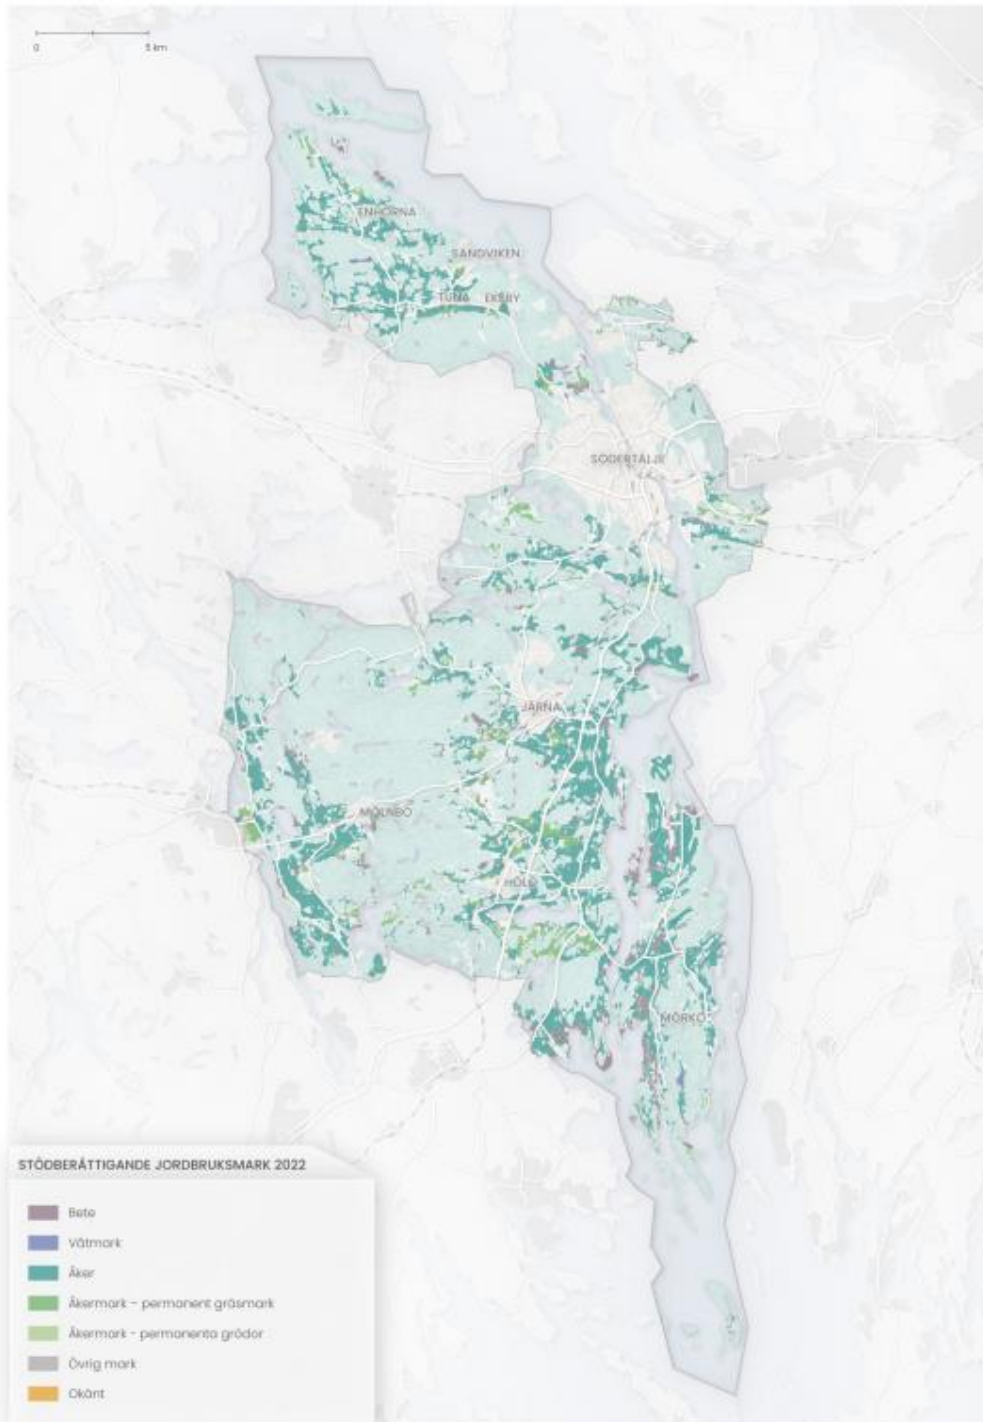 0 5 km
ENHÖRNA
SANDVIKEN
TUNA EKEBY
SÖDERTÄLJE
JÄRNA
MÖLNBO
HÖLÖ
MÖRKÖ
STÖDBERÄTTIGANDE JORDBRUKSMARK 2022
Bete
Våtmark
Åker
Åkermark – permanent gräsmark
Åkermark - permanenta grödor
Övrig mark
Okänt